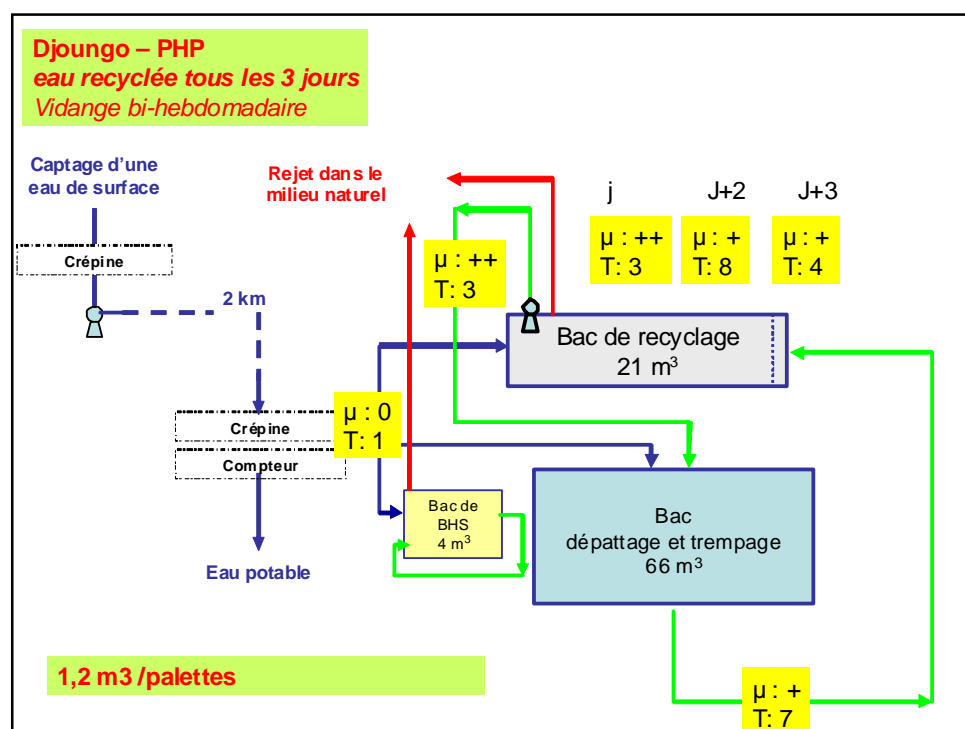 Djoungo – PHP
eau recyclée tous les 3 jours
Vidange bi-hebdomadaire
Captage d'une
eau de surface
Rejet dans le
milieu naturel
j
J+2
J+3
µ : ++
T: 3
µ : +
T: 8
µ : +
T: 4
µ : ++
T: 3
Crépine
2 km
Bac de recyclage
21 m³
Crépine
Compteur
µ : 0
T: 1
Bac de
BHS
4 m³
Bac
dépattage et trempage
66 m³
Eau potable
1,2 m3 /palettes
µ : +
T: 7